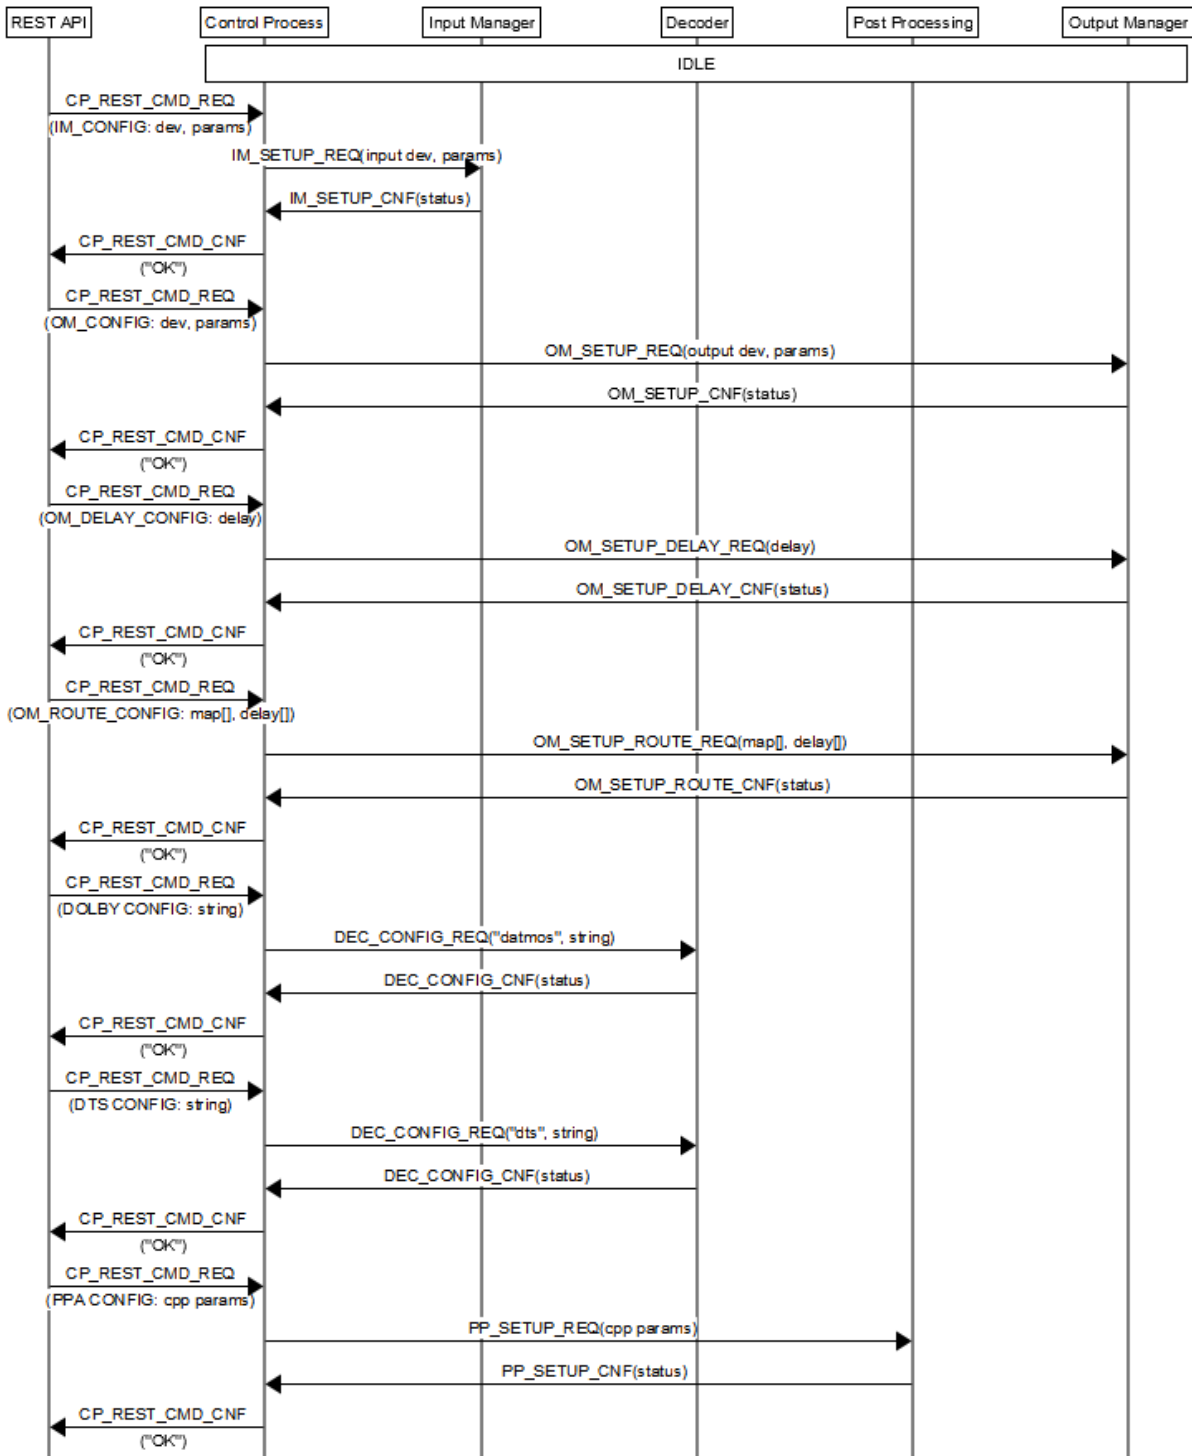 REST API
Control Process
Input Manager
Decoder
Post Processing
Output Manager
IDLE
CP_REST_CMD_REQ
(IM_CONFIG: dev, params)
IM_SETUP_REQ(input dev, params)
IM_SETUP_CNF(status)
CP_REST_CMD_CNF
("OK")
CP_REST_CMD_REQ
(OM_CONFIG: dev, params)
OM_SETUP_REQ(output dev, params)
OM_SETUP_CNF(status)
CP_REST_CMD_CNF
("OK")
CP_REST_CMD_REQ
(OM_DELAY_CONFIG: delay)
OM_SETUP_DELAY_REQ(delay)
OM_SETUP_DELAY_CNF(status)
CP_REST_CMD_CNF
("OK")
CP_REST_CMD_REQ
(OM_ROUTE_CONFIG: map[], delay[])
OM_SETUP_ROUTE_REQ(map[], delay[])
OM_SETUP_ROUTE_CNF(status)
CP_REST_CMD_CNF
("OK")
CP_REST_CMD_REQ
(DOLBY CONFIG: string)
DEC_CONFIG_REQ("datmos", string)
DEC_CONFIG_CNF(status)
CP_REST_CMD_CNF
("OK")
CP_REST_CMD_REQ
(DTS CONFIG: string)
DEC_CONFIG_REQ("dts", string)
DEC_CONFIG_CNF(status)
CP_REST_CMD_CNF
("OK")
CP_REST_CMD_REQ
(PPA CONFIG: cpp params)
PP_SETUP_REQ(cpp params)
PP_SETUP_CNF(status)
CP_REST_CMD_CNF
("OK")